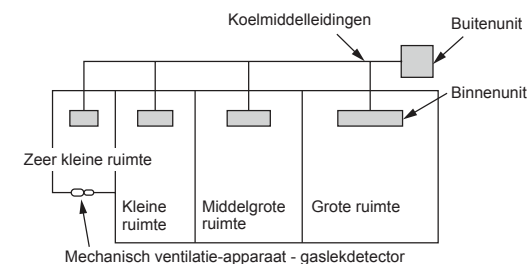 Koelmiddelleidingen
Buitenunit
Binnenunit
Zeer kleine ruimte
Kleine
ruimte
Middelgrote
ruimte
Grote ruimte
Mechanisch ventilatie-apparaat - gaslekdetector